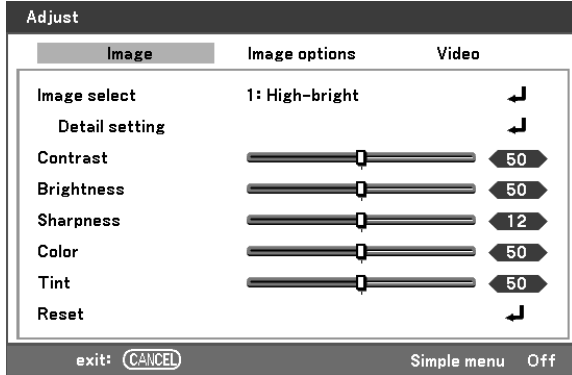 Adjust
Image Image options Video
Image select 1: High-bright
Detail setting
Contrast 50
Brightness 50
Sharpness 12
Color 50
Tint 50
Reset
exit: CANCEL Simple menu Off